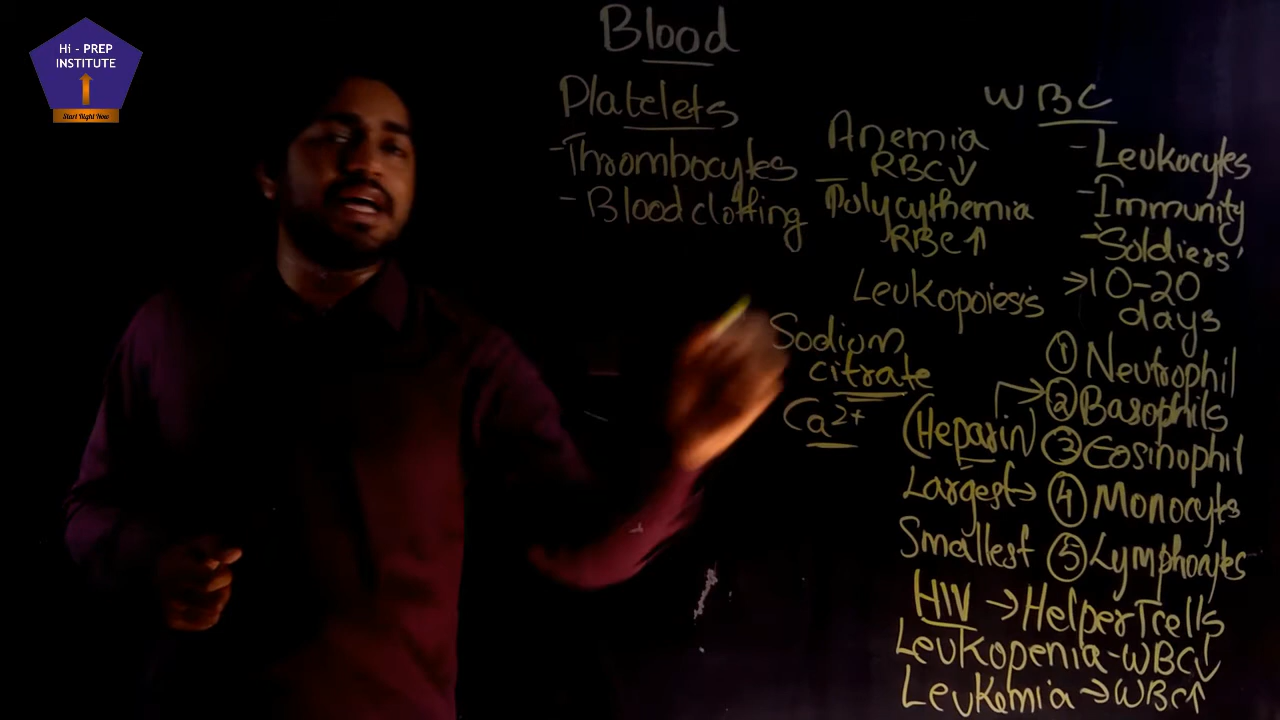 Hi - PREP
INSTITUTE
Start Right Now
Blood
Platelets
-Thrombocytes
- Blood clotting
Anemia
RBC↓
Polycythemia
RBC↑
Leukopoiesis
Sodium
citrate
Ca²⁺
(Heparin)
WBC
- Leukocytes
- Immunity
- Soldiers'
→10-20
days
① Neutrophil
② Basophils
③ Eosinophil
Largest→ ④ Monocyts
Smallest ⑤ Lymphocytes
HIV → Helper T cells
Leukopenia - WBC↓
Leukemia → WBC↑